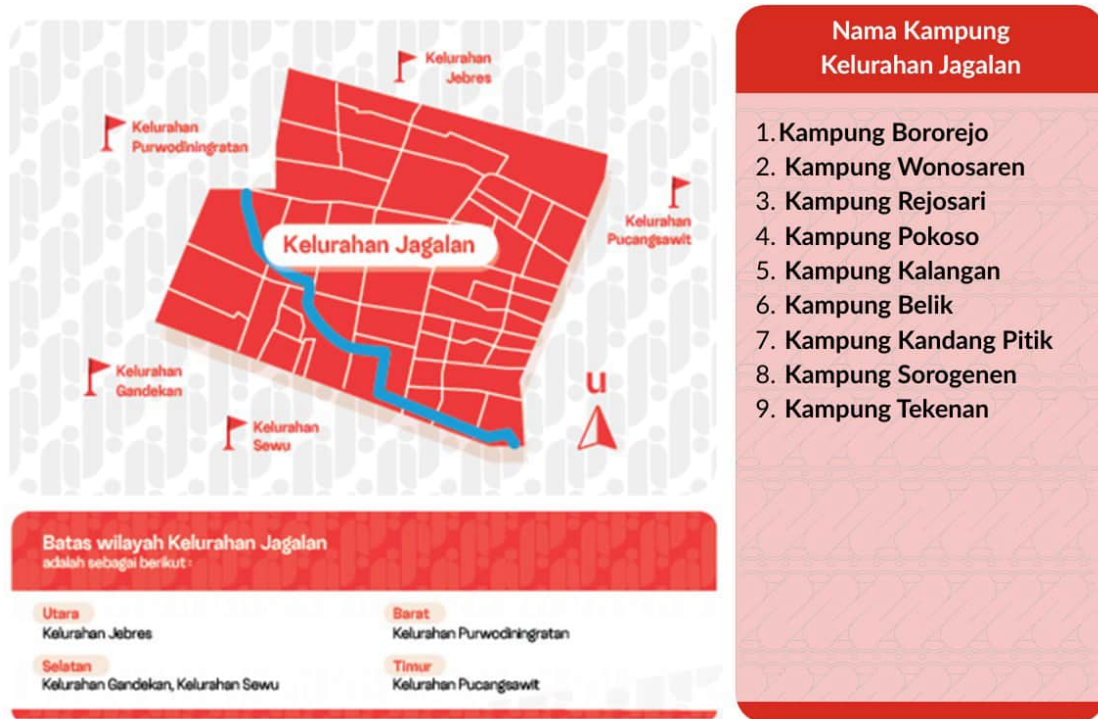 Kelurahan
Jebres
Kelurahan
Purwodiningratan
Kelurahan
Pucangsawit
Kelurahan Jagalan
Kelurahan
Gandekan
Kelurahan
Sewu
u
Batas wilayah Kelurahan Jagalan
adalah sebagai berikut :
Utara
Kelurahan Jebres
Barat
Kelurahan Purwodiningratan
Selatan
Kelurahan Gandekan, Kelurahan Sewu
Timur
Kelurahan Pucangsawit
Nama Kampung
Kelurahan Jagalan
1. Kampung Bororejo
2. Kampung Wonosaren
3. Kampung Rejosari
4. Kampung Pokoso
5. Kampung Kalangan
6. Kampung Belik
7. Kampung Kandang Pitik
8. Kampung Sorogenen
9. Kampung Tekenan